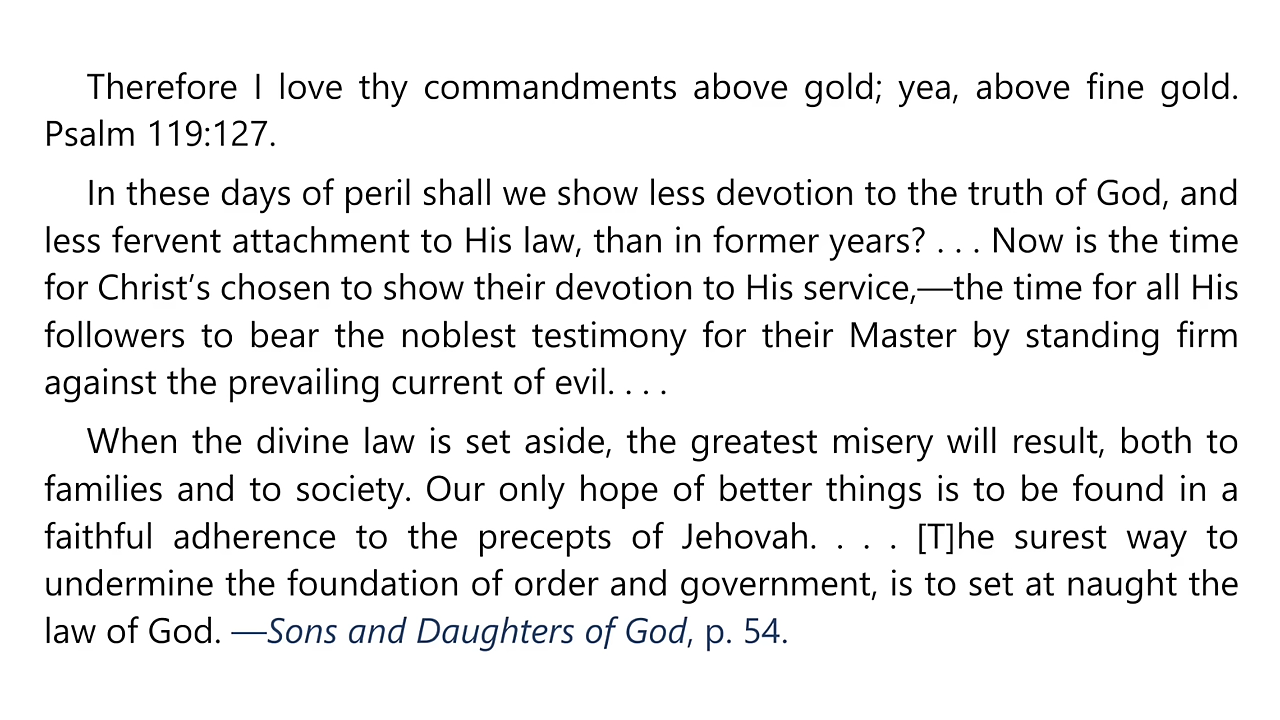 Therefore I love thy commandments above gold; yea, above fine gold.
Psalm 119:127.
In these days of peril shall we show less devotion to the truth of God, and
less fervent attachment to His law, than in former years? . . . Now is the time
for Christ’s chosen to show their devotion to His service,—the time for all His
followers to bear the noblest testimony for their Master by standing firm
against the prevailing current of evil. . . .
When the divine law is set aside, the greatest misery will result, both to
families and to society. Our only hope of better things is to be found in a
faithful adherence to the precepts of Jehovah. . . . [T]he surest way to
undermine the foundation of order and government, is to set at naught the
law of God. —Sons and Daughters of God, p. 54.